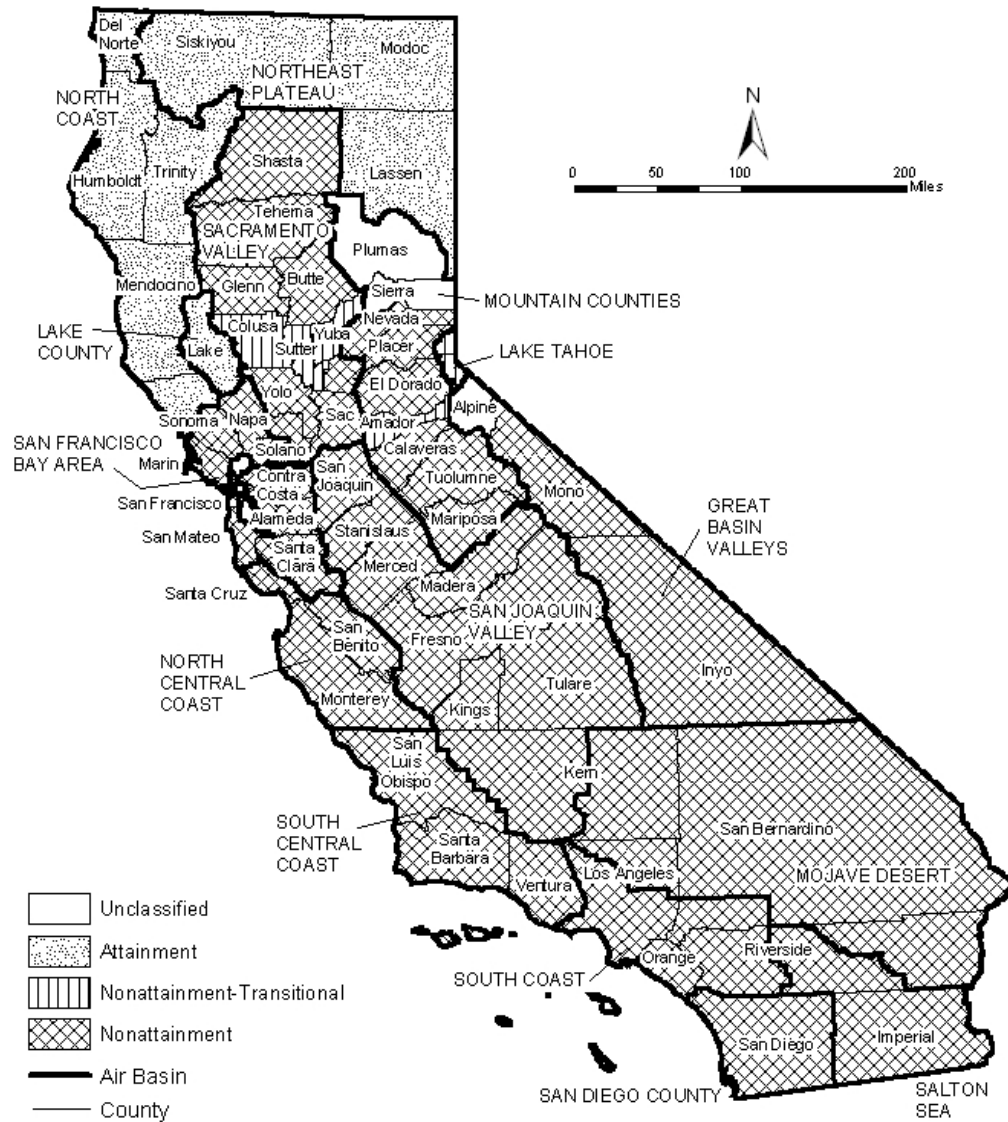 Del
Norte
Siskiyou
Modoc
NORTHEAST
PLATEAU
NORTH
COAST
N
Shasta
Trinity
Humboldt
Lassen
0 50 100 200
Miles
Tehema
SACRAMENTO
VALLEY
Plumas
Butte
Glenn
Mendocino
Sierra
MOUNTAIN COUNTIES
Nevada
Colusa
Yuba
Placer
Sutter
LAKE
COUNTY
Lake
LAKE TAHOE
El Dorado
Yolo
Alpine
Sonoma
Napa
Sac
Amador
SAN FRANCISCO
BAY AREA
Solano
Calaveras
Marin
Contra
Costa
San
Joaquin
Tuolumne
Mono
San Francisco
Alameda
Mariposa
GREAT
BASIN
VALLEYS
Stanislaus
San Mateo
Santa
Clara
Merced
Madera
Santa Cruz
SAN JOAQUIN
VALLEY
San
Benito
Fresno
NORTH
CENTRAL
COAST
Inyo
Tulare
Monterey
Kings
San
Luis
Obispo
Kern
SOUTH
CENTRAL
COAST
San Bernardino
Santa
Barbara
Los Angeles
MOJAVE DESERT
Ventura
Unclassified
Attainment
Riverside
Orange
SOUTH COAST
Nonattainment-Transitional
Nonattainment
San Diego
Imperial
Air Basin
SAN DIEGO COUNTY
SALTON
SEA
County